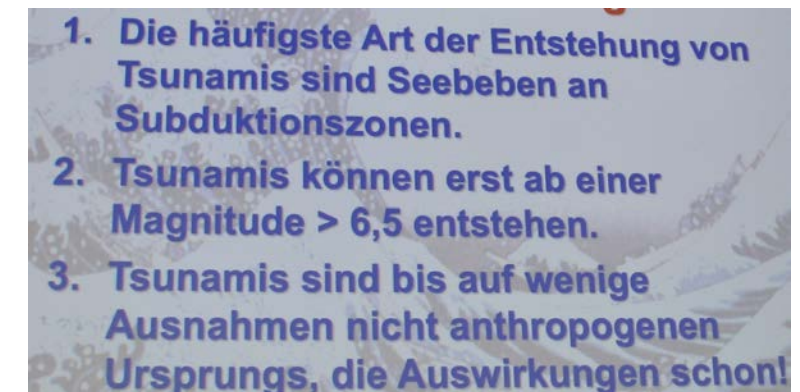 1. Die häufigste Art der Entstehung von
Tsunamis sind Seebeben an
Subduktionszonen.
2. Tsunamis können erst ab einer
Magnitude > 6,5 entstehen.
3. Tsunamis sind bis auf wenige
Ausnahmen nicht anthropogenen
Ursprungs, die Auswirkungen schon!